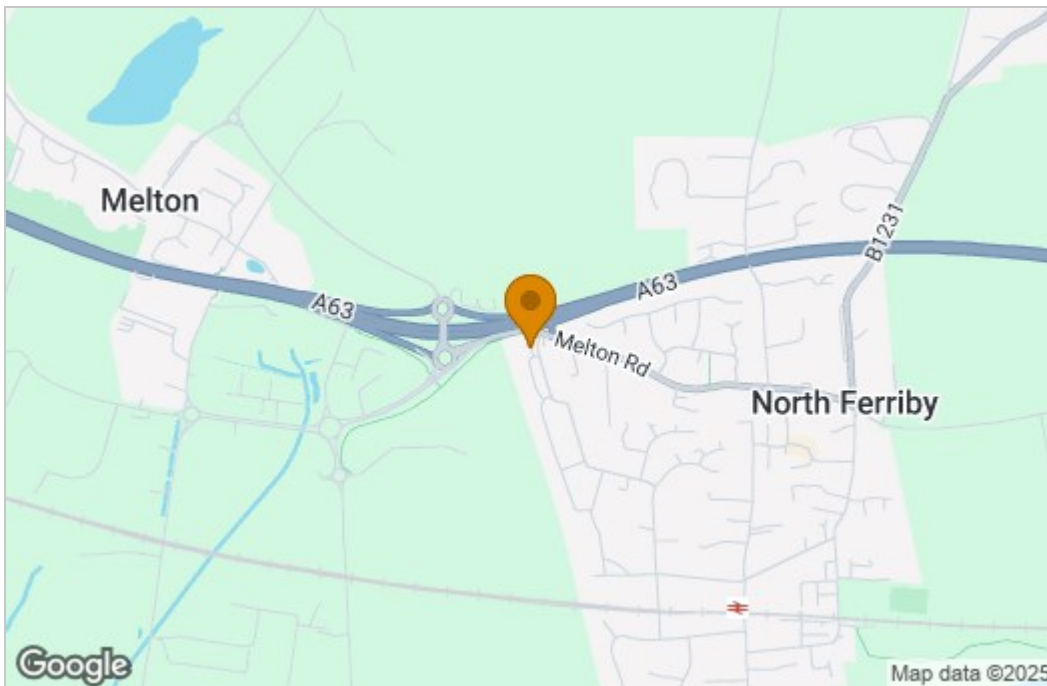 Melton
A63
A63
B1231
Melton Rd
North Ferriby
Google
Map data ©2025